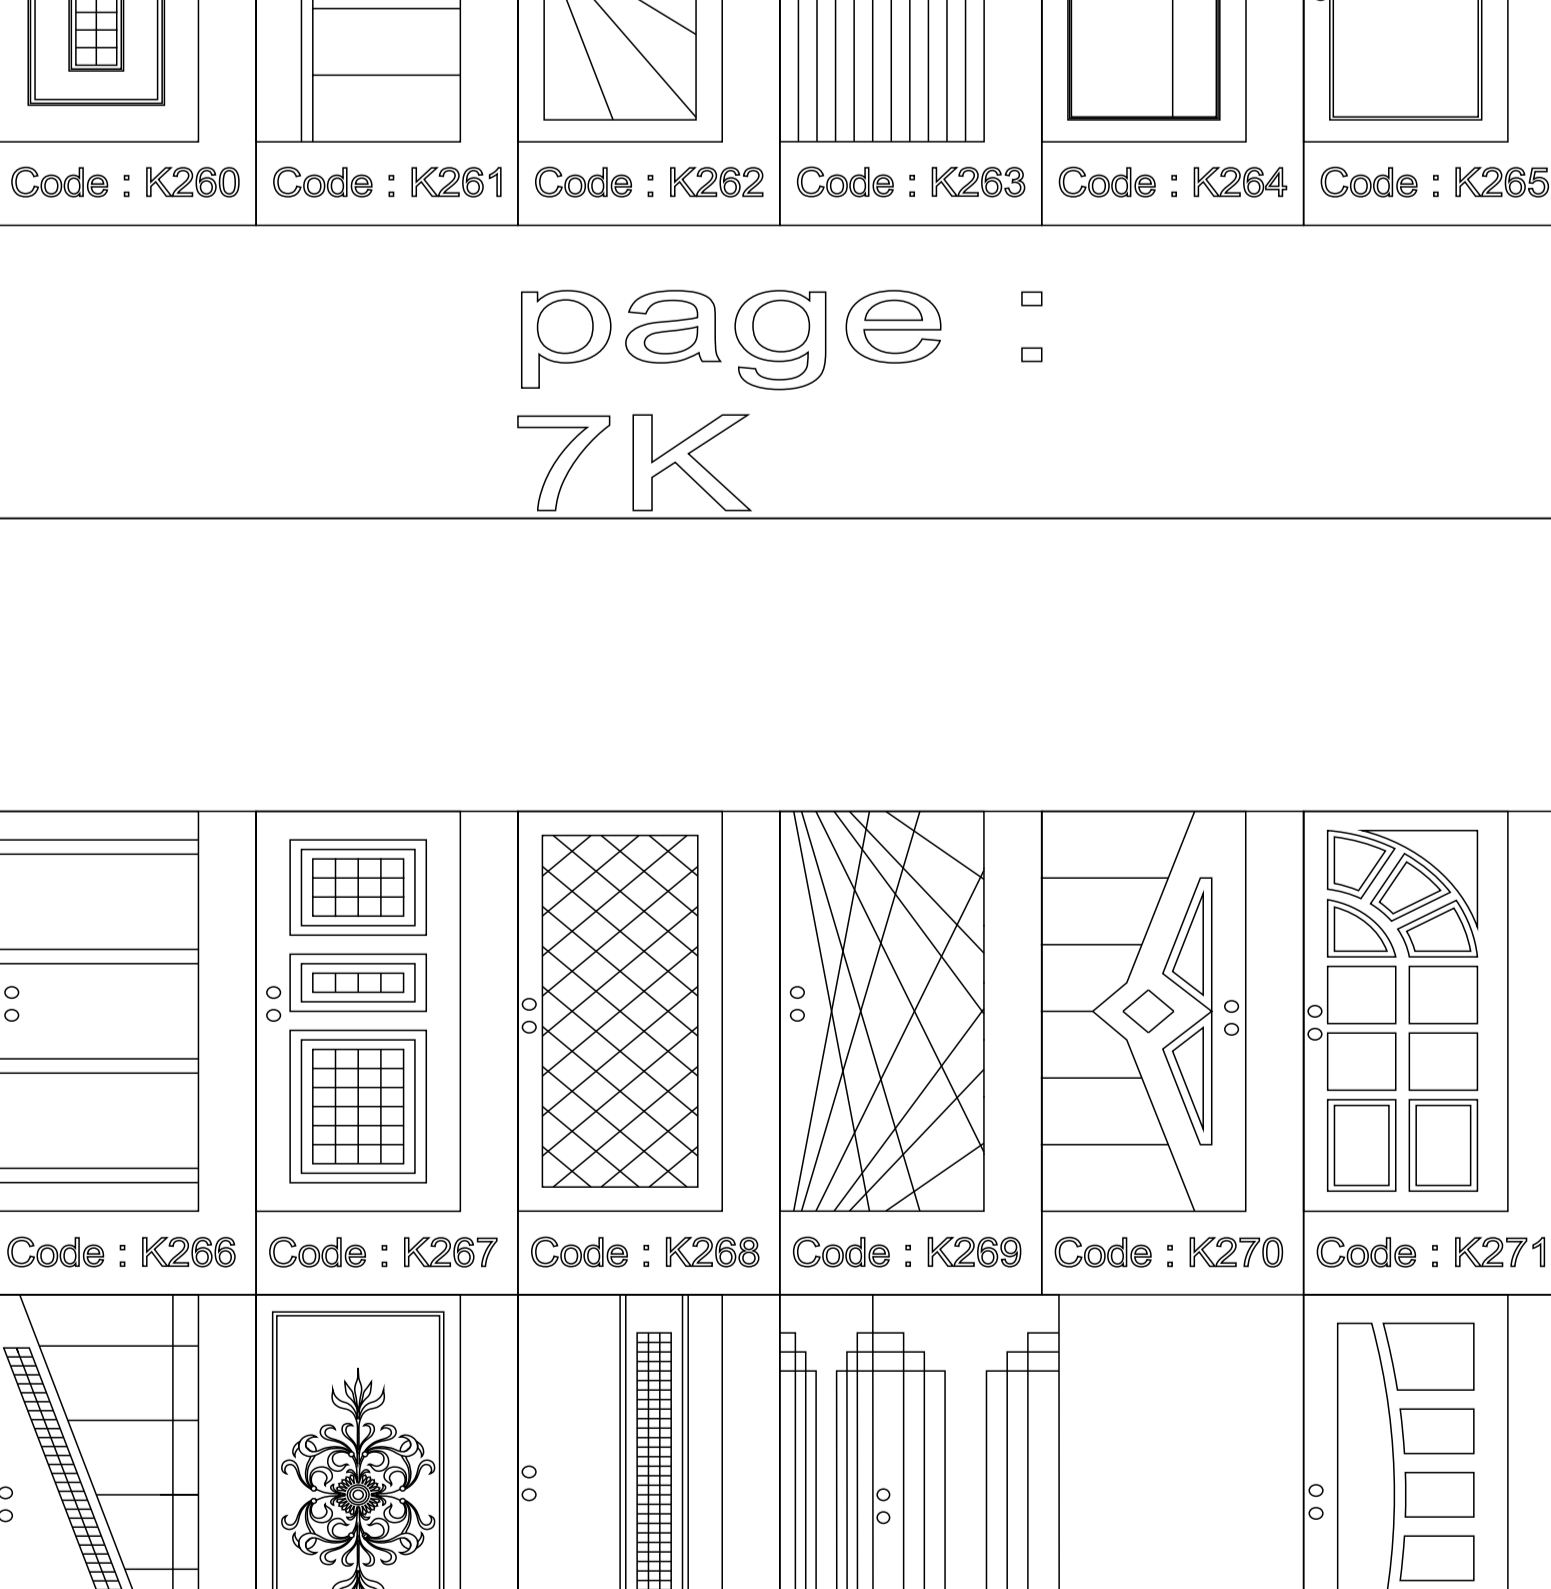 Code : K260 Code : K261 Code : K262 Code : K263 Code : K264 Code : K265
page :
7K
Code : K266 Code : K267 Code : K268 Code : K269 Code : K270 Code : K271